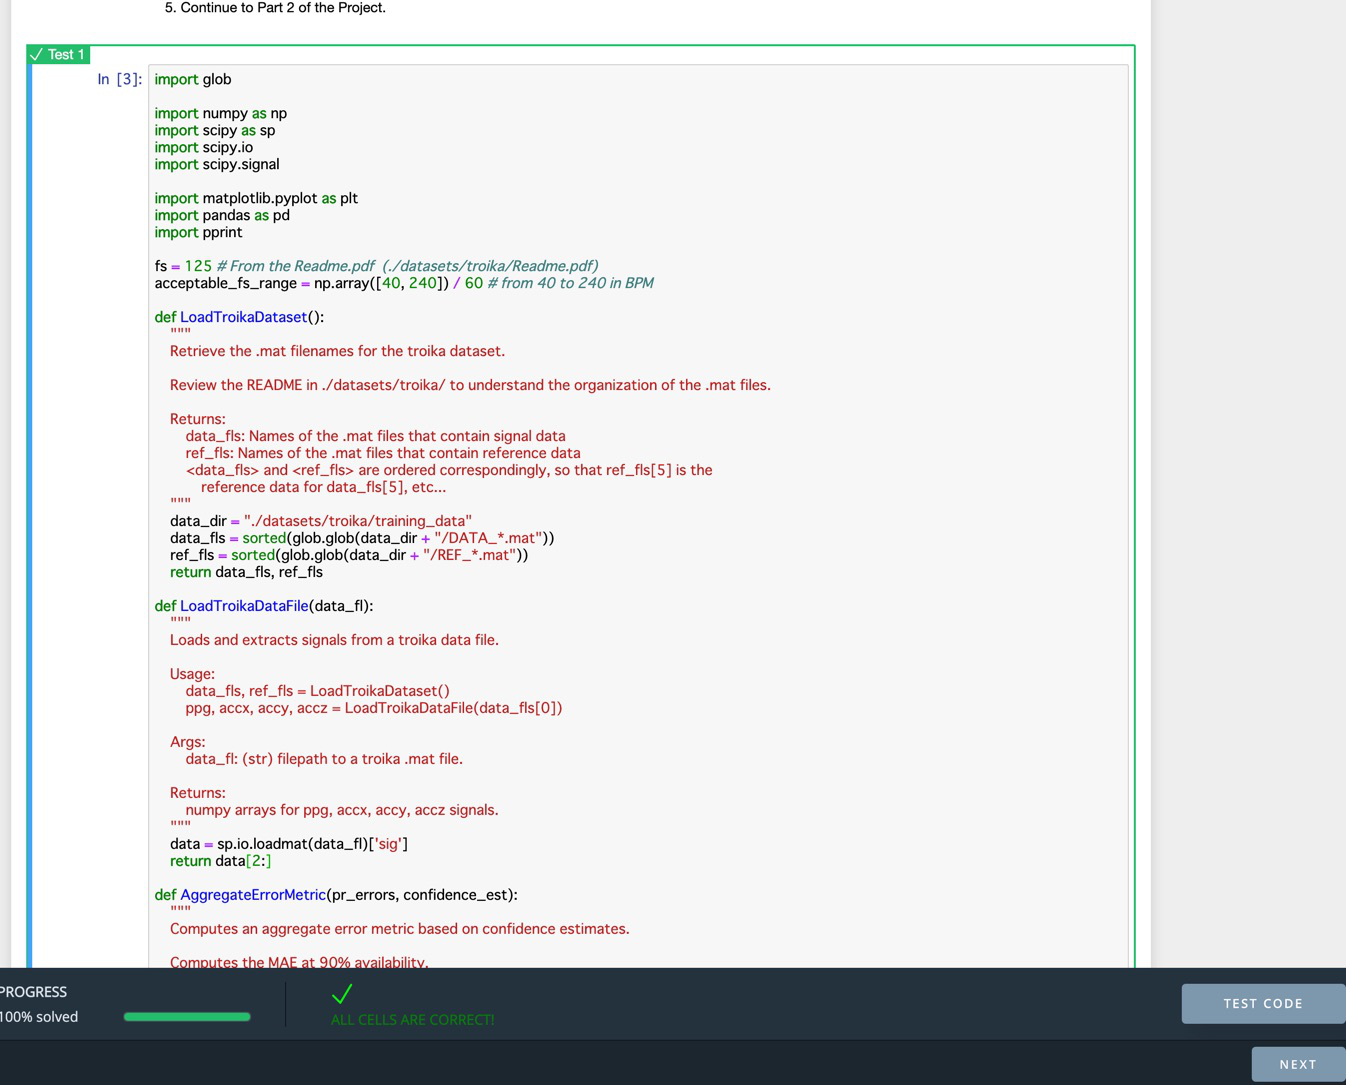 5. Continue to Part 2 of the Project.
✓ Test 1
In [3]:
import glob
import numpy as np
import scipy as sp
import scipy.io
import scipy.signal
import matplotlib.pyplot as plt
import pandas as pd
import pprint
fs = 125 # From the Readme.pdf (./datasets/troika/Readme.pdf)
acceptable_fs_range = np.array([40, 240]) / 60 # from 40 to 240 in BPM
def LoadTroikaDataset():
"""
Retrieve the .mat filenames for the troika dataset.
Review the README in ./datasets/troika/ to understand the organization of the .mat files.
Returns:
data_fls: Names of the .mat files that contain signal data
ref_fls: Names of the .mat files that contain reference data
<data_fls> and <ref_fls> are ordered correspondingly, so that ref_fls[5] is the
reference data for data_fls[5], etc...
"""
data_dir = "./datasets/troika/training_data"
data_fls = sorted(glob.glob(data_dir + "/DATA_*.mat"))
ref_fls = sorted(glob.glob(data_dir + "/REF_*.mat"))
return data_fls, ref_fls
def LoadTroikaDataFile(data_fl):
"""
Loads and extracts signals from a troika data file.
Usage:
data_fls, ref_fls = LoadTroikaDataset()
ppg, accx, accy, accz = LoadTroikaDataFile(data_fls[0])
Args:
data_fl: (str) filepath to a troika .mat file.
Returns:
numpy arrays for ppg, accx, accy, accz signals.
"""
data = sp.io.loadmat(data_fl)['sig']
return data[2:]
def AggregateErrorMetric(pr_errors, confidence_est):
"""
Computes an aggregate error metric based on confidence estimates.
Computes the MAE at 90% availability.
PROGRESS
100% solved
ALL CELLS ARE CORRECT!
TEST CODE
NEXT